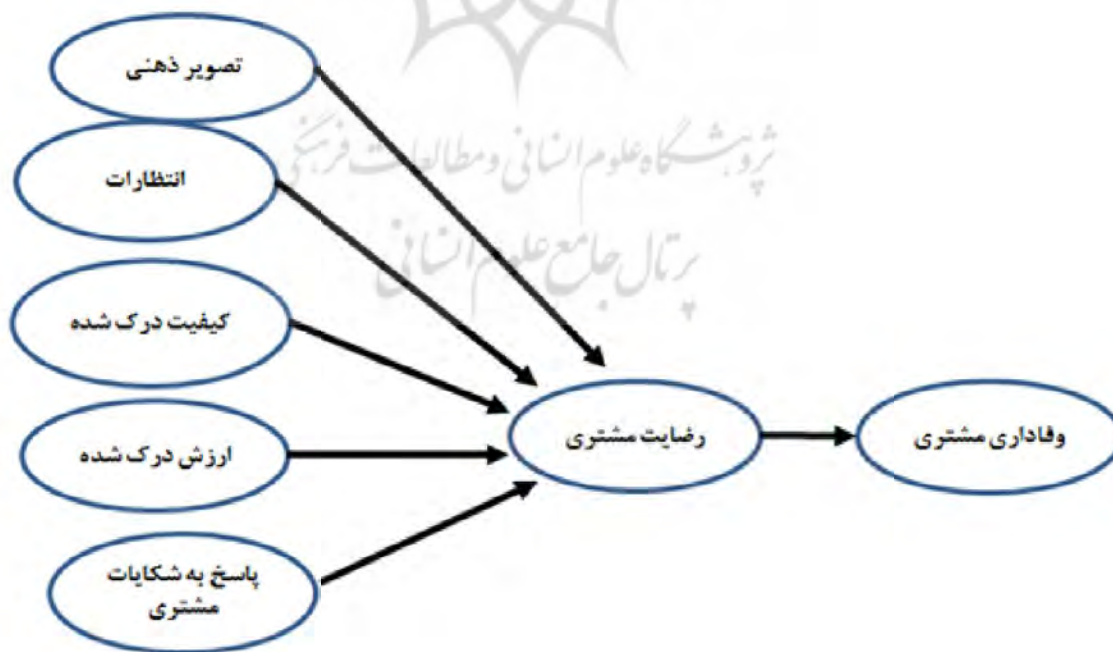 تصویر ذهنی
انتظارات
پژوهشگاه علوم انسانی و مطالعات فرهنگی
پرتال جامع علوم انسانی
کیفیت درک شده
ارزش درک شده
رضایت مشتری
وفاداری مشتری
پاسخ به شکایات
مشتری